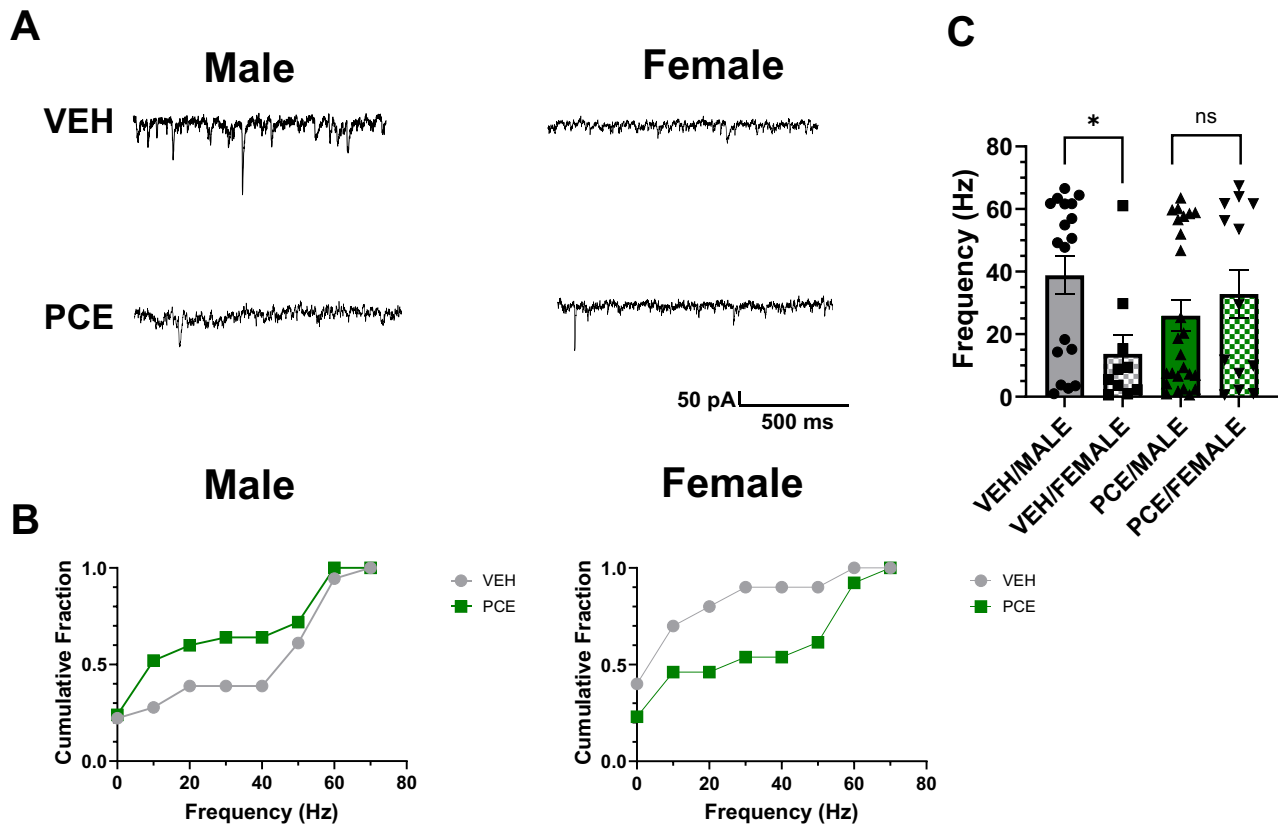 A
Male
Female
VEH
PCE
50 pA
500 ms
C
*
ns
80
60
40
20
0
Frequency (Hz)
VEH/MALE
VEH/FEMALE
PCE/MALE
PCE/FEMALE
B
Male
1.0
0.5
0.0
Cumulative Fraction
0 20 40 60 80
Frequency (Hz)
VEH
PCE
Female
1.0
0.5
0.0
Cumulative Fraction
0 20 40 60 80
Frequency (Hz)
VEH
PCE